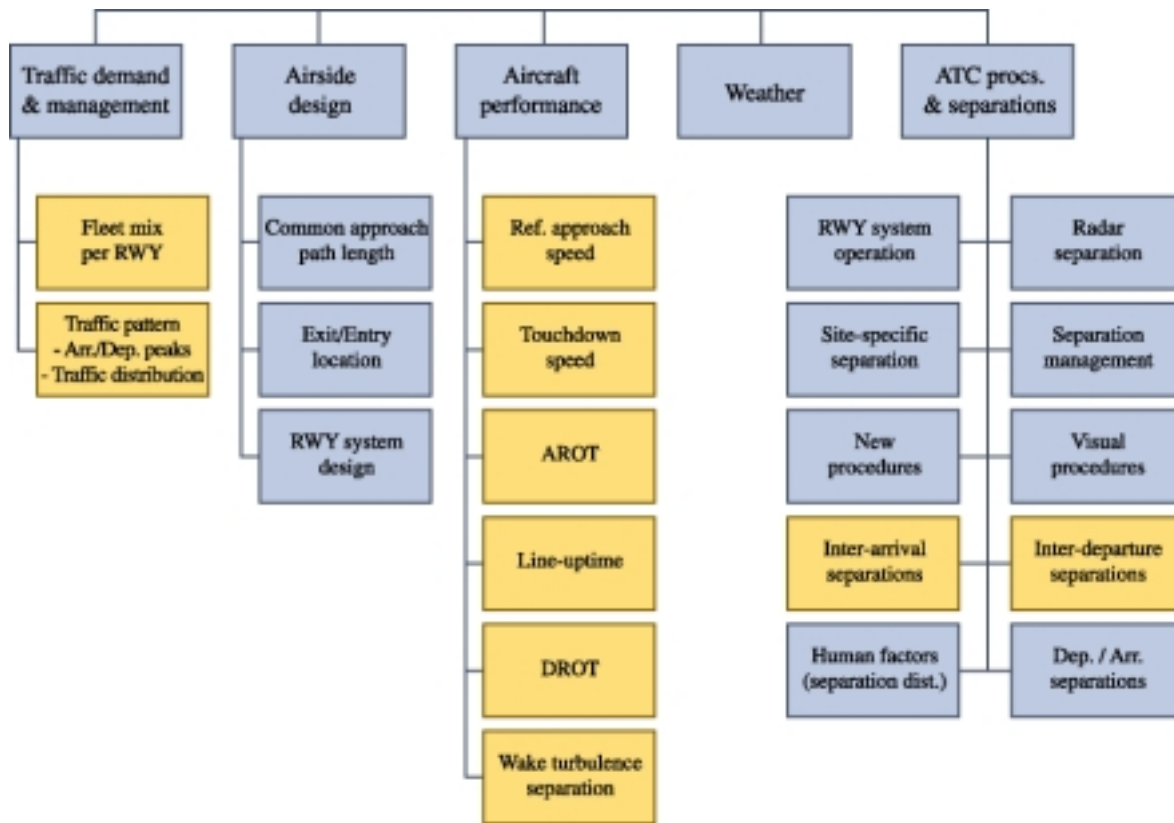 Traffic demand
& management
Airside
design
Aircraft
performance
Weather
ATC procs.
& separations
Fleet mix
per RWY
Traffic pattern
- Arr./Dep. peaks
- Traffic distribution
Common approach
path length
Exit/Entry
location
RWY system
design
Ref. approach
speed
Touchdown
speed
AROT
Line-uptime
DROT
Wake turbulence
separation
RWY system
operation
Radar
separation
Site-specific
separation
Separation
management
New
procedures
Visual
procedures
Inter-arrival
separations
Inter-departure
separations
Human factors
(separation dist.)
Dep. / Arr.
separations